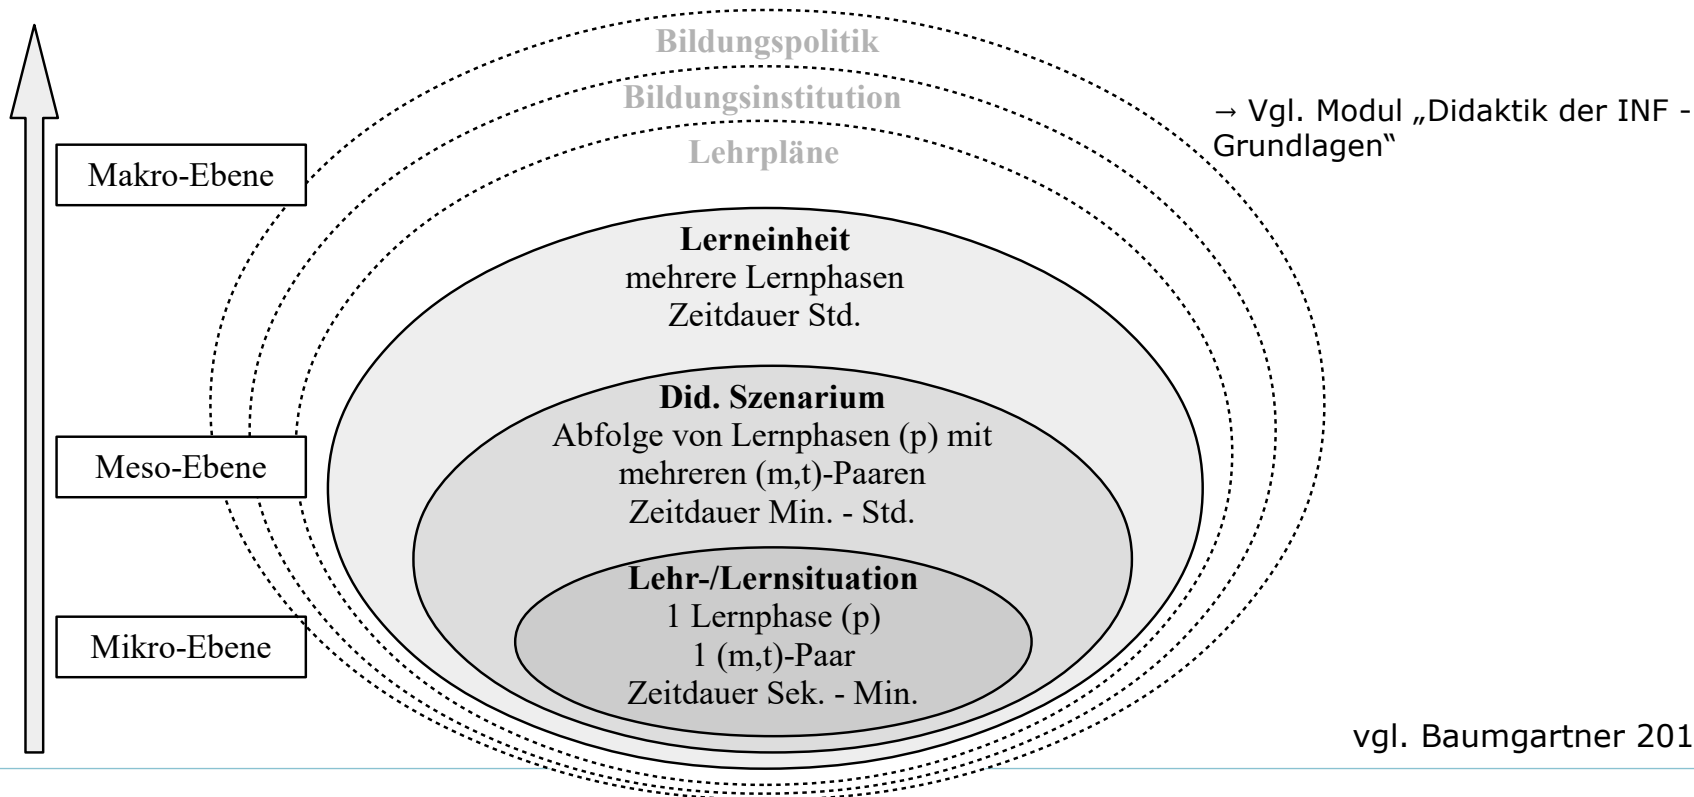 Bildungspolitik
Bildungsinstitution
Lehrpläne
→ Vgl. Modul „Didaktik der INF -
Grundlagen“
Makro-Ebene
Lerneinheit
mehrere Lernphasen
Zeitdauer Std.
Meso-Ebene
Did. Szenarium
Abfolge von Lernphasen (p) mit
mehreren (m,t)-Paaren
Zeitdauer Min. - Std.
Mikro-Ebene
Lehr-/Lernsituation
1 Lernphase (p)
1 (m,t)-Paar
Zeitdauer Sek. - Min.
vgl. Baumgartner 201